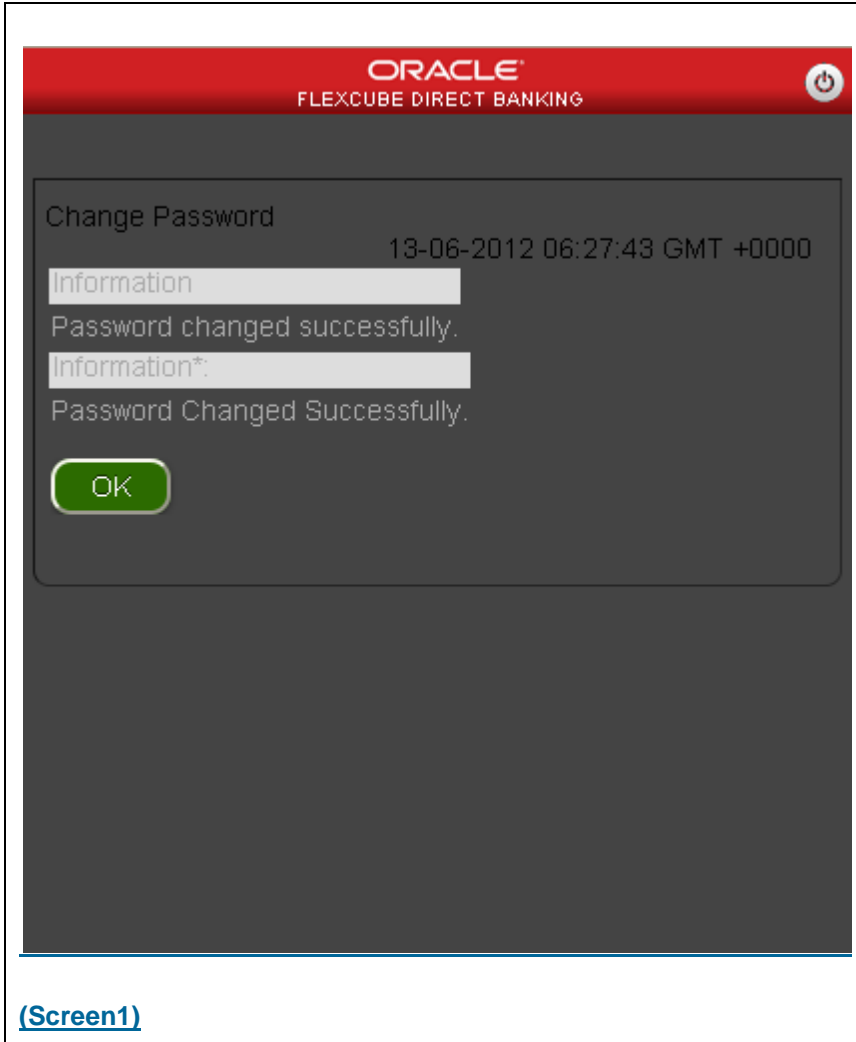 ORACLE
FLEXCUBE DIRECT BANKING
Change Password
13-06-2012 06:27:43 GMT +0000
Information
Password changed successfully.
Information*:
Password Changed Successfully.
OK
(Screen1)